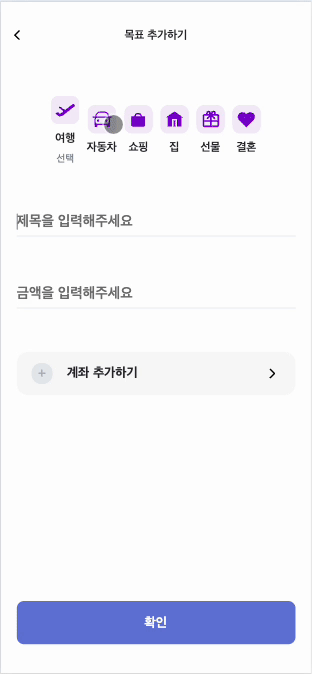 목표 추가하기
여행 자동차 쇼핑 집 선물 결혼
선택
제목을 입력해주세요
금액을 입력해주세요
계좌 추가하기
확인